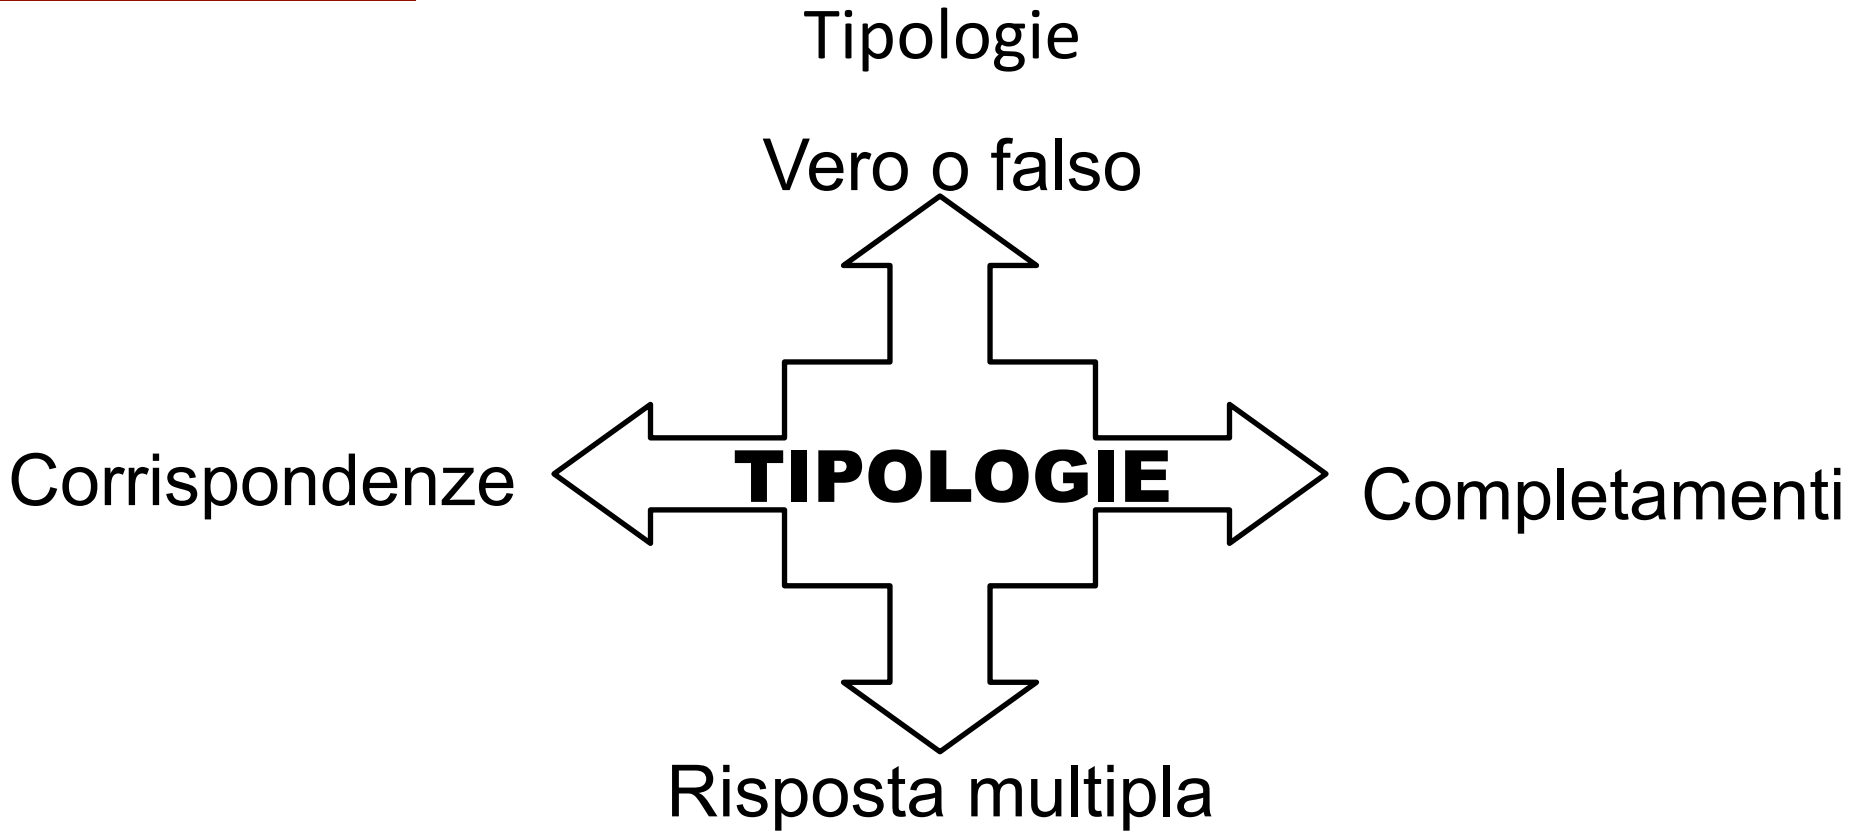 Tipologie
Vero o falso
Corrispondenze
TIPOLOGIE
Completamenti
Risposta multipla